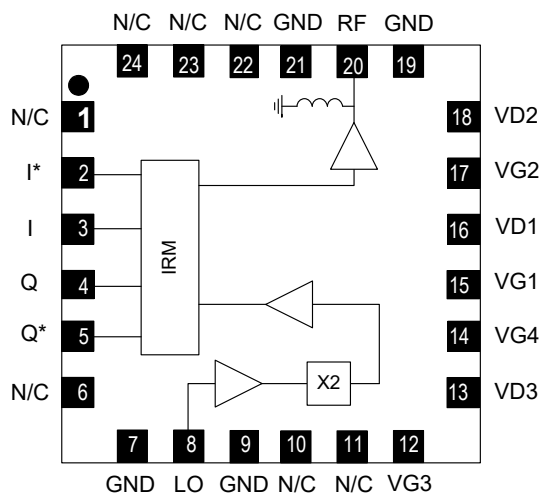 N/C N/C N/C GND RF GND
24 23 22 21 20 19
N/C 1
I* 2
I 3
Q 4
Q* 5
N/C 6
IRM
X2
18 VD2
17 VG2
16 VD1
15 VG1
14 VG4
13 VD3
7 8 9 10 11 12
GND LO GND N/C N/C VG3